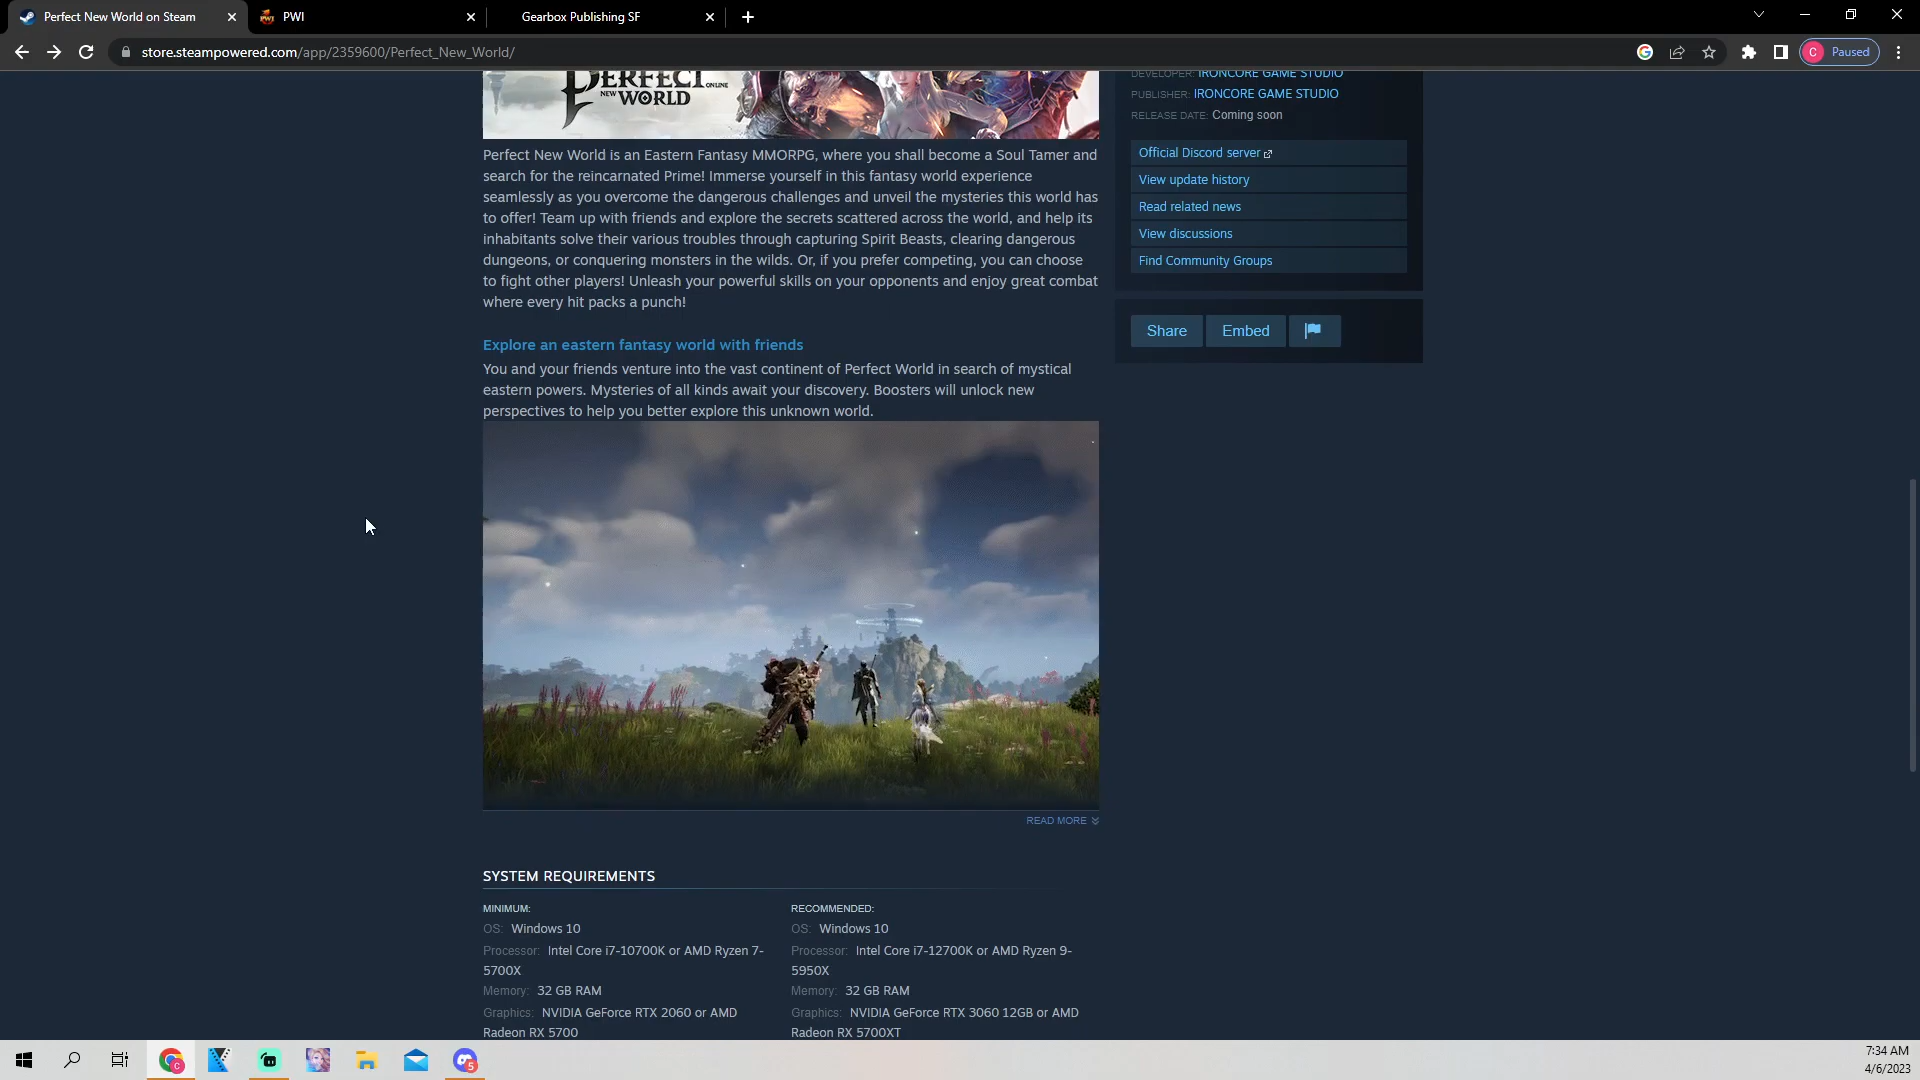 Perfect New World on Steam
PWI
Gearbox Publishing SF
store.steampowered.com/app/2359600/Perfect_New_World/
C Paused
PERFECT ONLINE
NEW WORLD
DEVELOPER: IRONCORE GAME STUDIO
PUBLISHER: IRONCORE GAME STUDIO
RELEASE DATE: Coming soon
Official Discord server
View update history
Read related news
View discussions
Find Community Groups
Share Embed
Perfect New World is an Eastern Fantasy MMORPG, where you shall become a Soul Tamer and
search for the reincarnated Prime! Immerse yourself in this fantasy world experience
seamlessly as you overcome the dangerous challenges and unveil the mysteries this world has
to offer! Team up with friends and explore the secrets scattered across the world, and help its
inhabitants solve their various troubles through capturing Spirit Beasts, clearing dangerous
dungeons, or conquering monsters in the wilds. Or, if you prefer competing, you can choose
to fight other players! Unleash your powerful skills on your opponents and enjoy great combat
where every hit packs a punch!
Explore an eastern fantasy world with friends
You and your friends venture into the vast continent of Perfect World in search of mystical
eastern powers. Mysteries of all kinds await your discovery. Boosters will unlock new
perspectives to help you better explore this unknown world.
READ MORE
SYSTEM REQUIREMENTS
MINIMUM:
OS: Windows 10
Processor: Intel Core i7-10700K or AMD Ryzen 7-
5700X
Memory: 32 GB RAM
Graphics: NVIDIA GeForce RTX 2060 or AMD
Radeon RX 5700
RECOMMENDED:
OS: Windows 10
Processor: Intel Core i7-12700K or AMD Ryzen 9-
5950X
Memory: 32 GB RAM
Graphics: NVIDIA GeForce RTX 3060 12GB or AMD
Radeon RX 5700XT
C
5
7:34 AM
4/6/2023